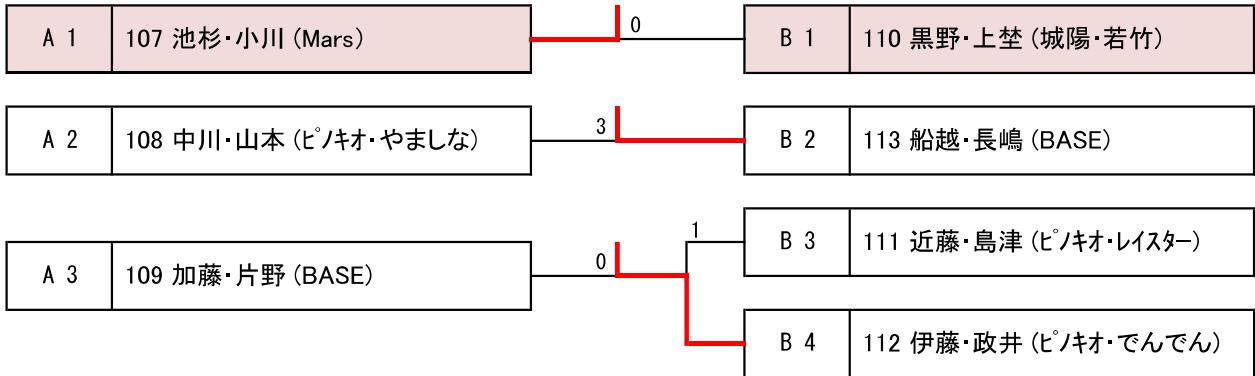 A 1 107 池杉・小川 (Mars) 0 B 1 110 黒野・上埜 (城陽・若竹)
A 2 108 中川・山本 (ピノキオ・やましな) 3 B 2 113 船越・長嶋 (BASE)
1 B 3 111 近藤・島津 (ピノキオ・レイスター)
A 3 109 加藤・片野 (BASE) 0
B 4 112 伊藤・政井 (ピノキオ・でんでん)